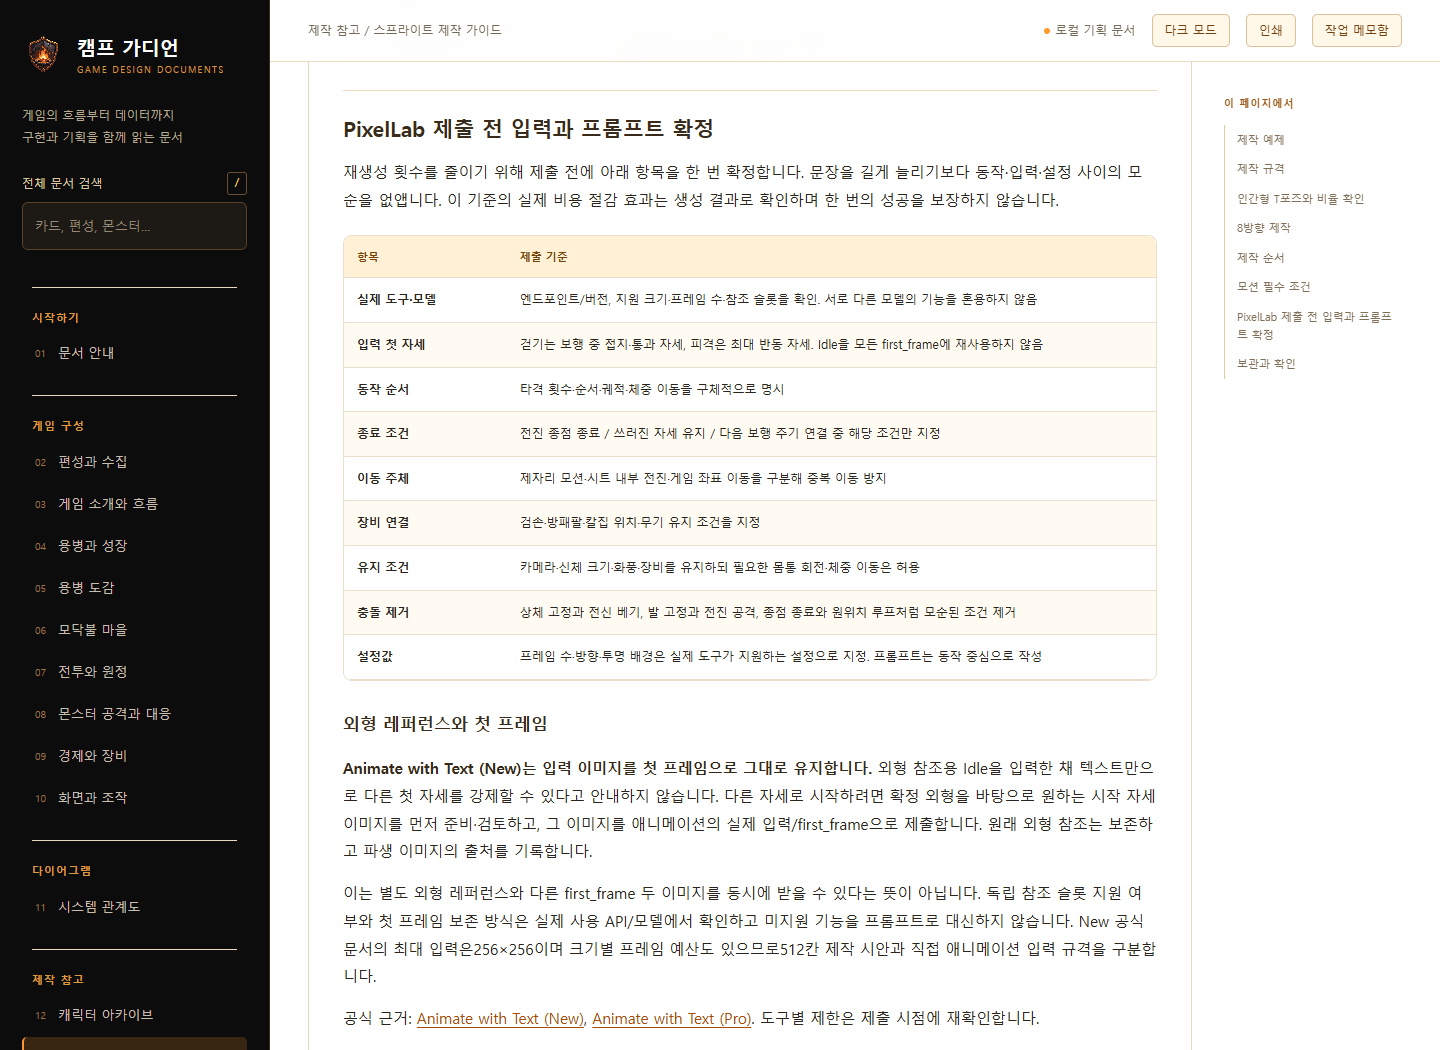 캠프 가디언
GAME DESIGN DOCUMENTS
게임의 흐름부터 데이터까지
구현과 기획을 함께 읽는 문서
전체 문서 검색
/
카드, 편성, 몬스터...
시작하기
01 문서 안내
게임 구성
02 편성과 수집
03 게임 소개와 흐름
04 용병과 성장
05 용병 도감
06 모닥불 마을
07 전투와 원정
08 몬스터 공격과 대응
09 경제와 장비
10 화면과 조작
다이어그램
11 시스템 관계도
제작 참고
12 캐릭터 아카이브
제작 참고 / 스프라이트 제작 가이드
로컬 기획 문서
다크 모드
인쇄
작업 메모함
PixelLab 제출 전 입력과 프롬프트 확정
재생성 횟수를 줄이기 위해 제출 전에 아래 항목을 한 번 확정합니다. 문장을 길게 늘리기보다 동작·입력·설정 사이의 모
순을 없앱니다. 이 기준의 실제 비용 절감 효과는 생성 결과로 확인하며 한 번의 성공을 보장하지 않습니다.
항목 제출 기준
실제 도구·모델 엔드포인트/버전, 지원 크기·프레임 수·참조 슬롯을 확인. 서로 다른 모델의 기능을 혼용하지 않음
입력 첫 자세 걷기는 보행 중 접지·통과 자세, 피격은 최대 반동 자세. Idle을 모든 first_frame에 재사용하지 않음
동작 순서 타격 횟수·순서·궤적·체중 이동을 구체적으로 명시
종료 조건 전진 종점 종료 / 쓰러진 자세 유지 / 다음 보행 주기 연결 중 해당 조건만 지정
이동 주체 제자리 모션·시트 내부 전진·게임 좌표 이동을 구분해 중복 이동 방지
장비 연결 검손·방패팔·칼집 위치·무기 유지 조건을 지정
유지 조건 카메라·신체 크기·화풍·장비를 유지하되 필요한 몸통 회전·체중 이동은 허용
충돌 제거 상체 고정과 전신 베기, 발 고정과 전진 공격, 종점 종료와 원위치 루프처럼 모순된 조건 제거
설정값 프레임 수·방향·투명 배경은 실제 도구가 지원하는 설정으로 지정. 프롬프트는 동작 중심으로 작성
외형 레퍼런스와 첫 프레임
Animate with Text (New)는 입력 이미지를 첫 프레임으로 그대로 유지합니다. 외형 참조용 Idle을 입력한 채 텍스트만으
로 다른 첫 자세를 강제할 수 있다고 안내하지 않습니다. 다른 자세로 시작하려면 확정 외형을 바탕으로 원하는 시작 자세
이미지를 먼저 준비·검토하고, 그 이미지를 애니메이션의 실제 입력/first_frame으로 제출합니다. 원래 외형 참조는 보존하
고 파생 이미지의 출처를 기록합니다.
이는 별도 외형 레퍼런스와 다른 first_frame 두 이미지를 동시에 받을 수 있다는 뜻이 아닙니다. 독립 참조 슬롯 지원 여
부와 첫 프레임 보존 방식은 실제 사용 API/모델에서 확인하고 미지원 기능을 프롬프트로 대신하지 않습니다. New 공식
문서의 최대 입력은256×256이며 크기별 프레임 예산도 있으므로512칸 제작 시안과 직접 애니메이션 입력 규격을 구분합
니다.
공식 근거: Animate with Text (New), Animate with Text (Pro). 도구별 제한은 제출 시점에 재확인합니다.
이 페이지에서
제작 예제
제작 규격
인간형 T포즈와 비율 확인
8방향 제작
제작 순서
모션 필수 조건
PixelLab 제출 전 입력과 프롬프
트 확정
보관과 확인